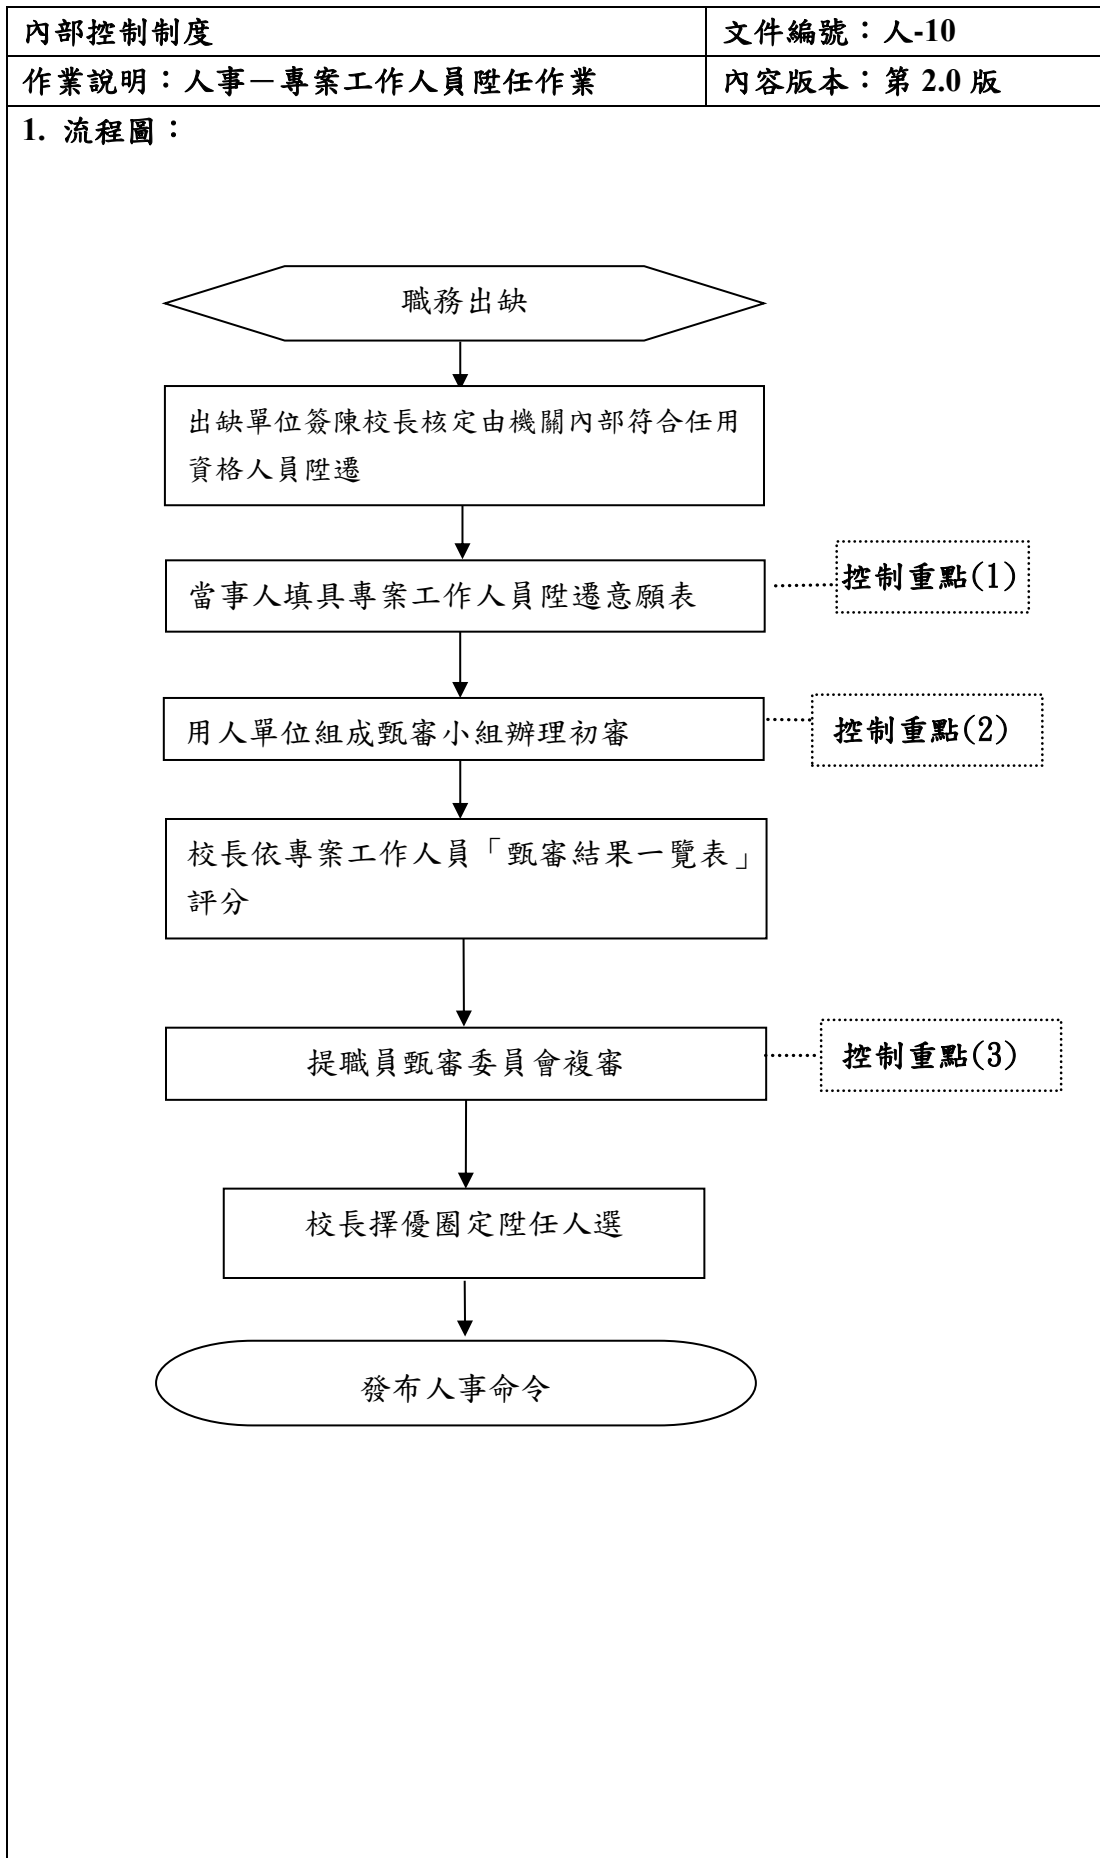 內部控制制度
文件編號：人-10
作業說明：人事－專案工作人員陞任作業
內容版本：第 2.0 版
1. 流程圖：
職務出缺
出缺單位簽陳校長核定由機關內部符合任用
資格人員陞遷
當事人填具專案工作人員陞遷意願表
控制重點(1)
用人單位組成甄審小組辦理初審
控制重點(2)
校長依專案工作人員「甄審結果一覽表」
評分
提職員甄審委員會複審
控制重點(3)
校長擇優圈定陞任人選
發布人事命令